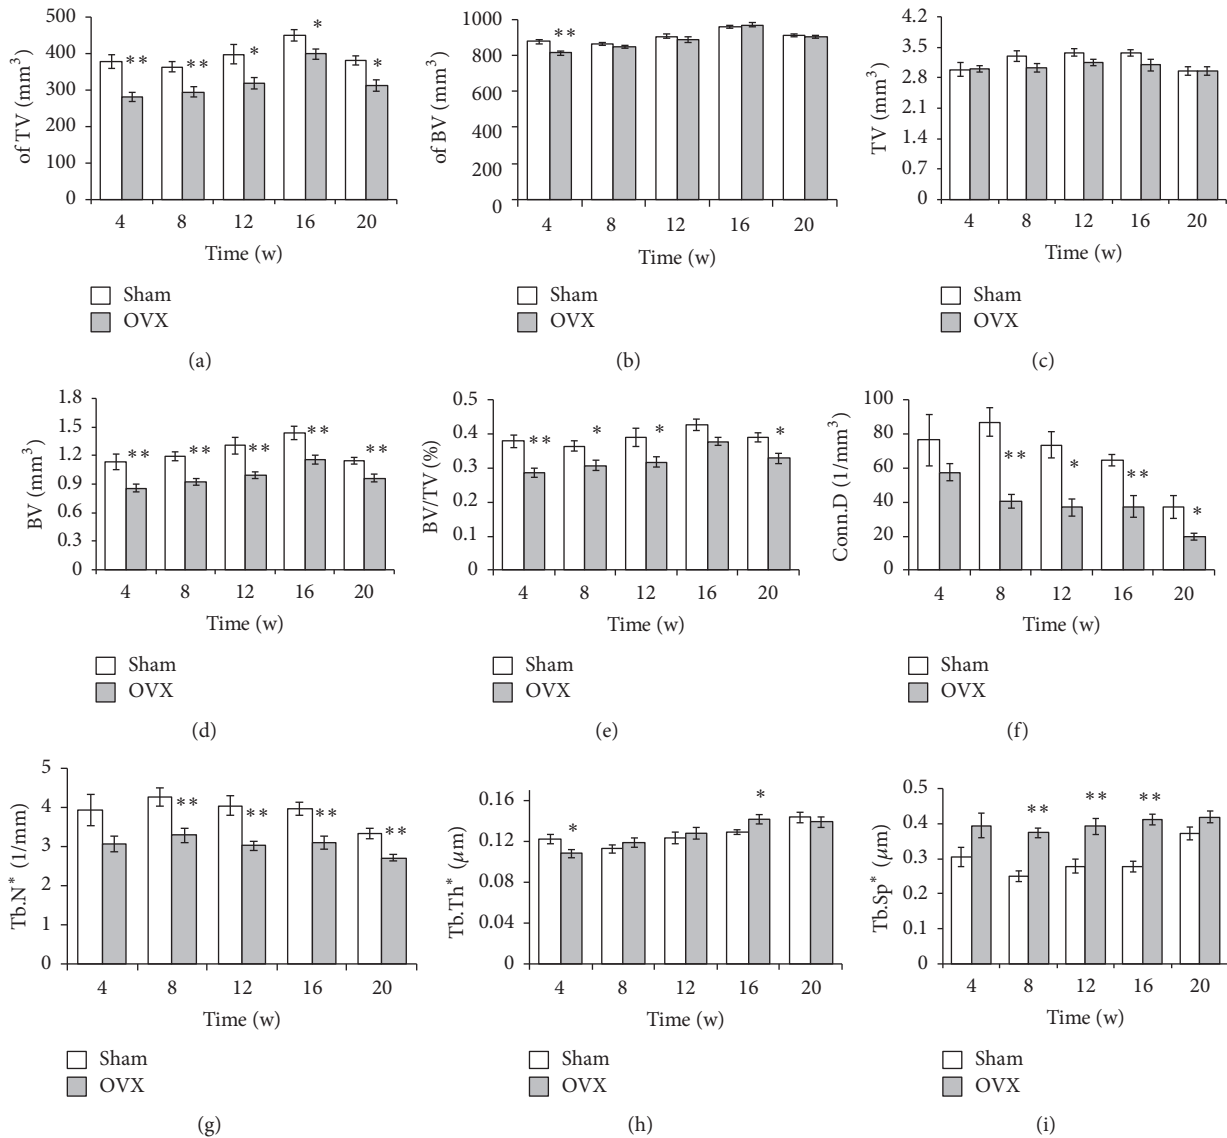 500
400
300
200
100
0
of TV (mm³)
** ** * * *
4 8 12 16 20
Time (w)
Sham
OVX
(a)
1000
800
600
400
200
0
of BV (mm³)
**
4 8 12 16 20
Time (w)
Sham
OVX
(b)
4.2
3.5
2.8
2.1
1.4
0.7
0
TV (mm³)
4 8 12 16 20
Time (w)
Sham
OVX
(c)
1.8
1.5
1.2
0.9
0.6
0.3
0
BV (mm³)
** ** ** ** **
4 8 12 16 20
Time (w)
Sham
OVX
(d)
0.5
0.4
0.3
0.2
0.1
0
BV/TV (%)
** * * *
4 8 12 16 20
Time (w)
Sham
OVX
(e)
100
80
60
40
20
0
Conn.D (1/mm³)
** * ** *
4 8 12 16 20
Time (w)
Sham
OVX
(f)
5
4
3
2
1
0
Tb.N* (1/mm)
** ** ** **
4 8 12 16 20
Time (w)
Sham
OVX
(g)
0.16
0.12
0.08
0.04
0
Tb.Th* (μm)
* *
4 8 12 16 20
Time (w)
Sham
OVX
(h)
0.5
0.4
0.3
0.2
0.1
0
Tb.Sp* (μm)
** ** **
4 8 12 16 20
Time (w)
Sham
OVX
(i)